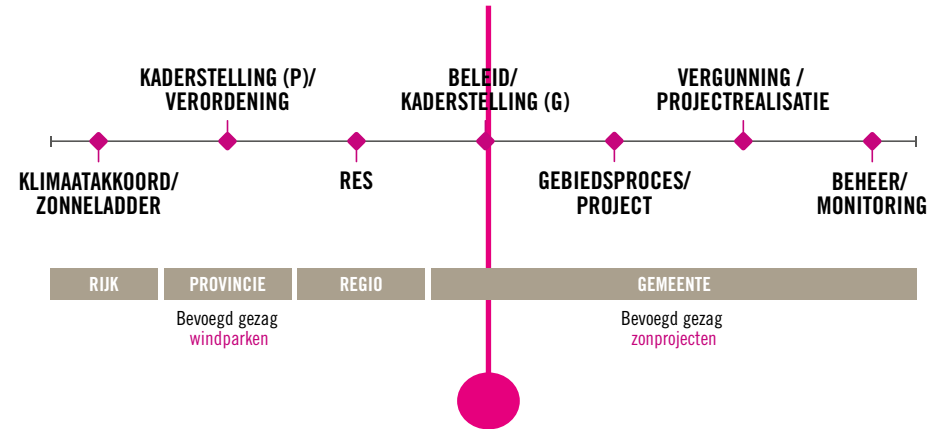 KADERSTELLING (P)/
VERORDENING
BELEID/
KADERSTELLING (G)
VERGUNNING /
PROJECTREALISATIE
KLIMAATAKKOORD/
ZONNELADDER
RES
GEBIEDSPROCES/
PROJECT
BEHEER/
MONITORING
RIJK
PROVINCIE
REGIO
GEMEENTE
Bevoegd gezag
windparken
Bevoegd gezag
zonprojecten